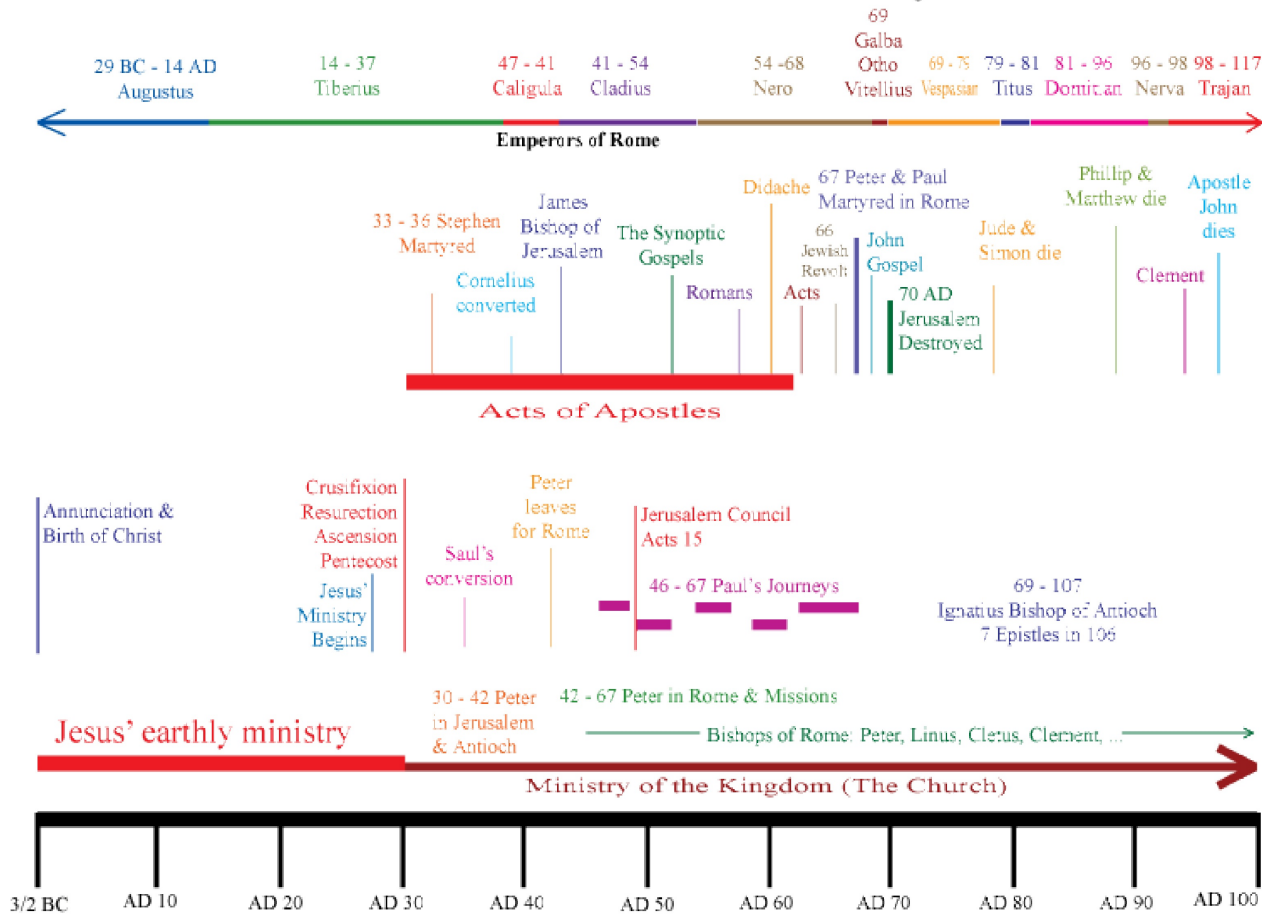 69
Galba
Otho
Vitellius
29 BC - 14 AD
Augustus
14 - 37
Tiberius
47 - 41
Caligula
41 - 54
Cladius
54 -68
Nero
69 - 79
Vespasian
79 - 81
Titus
81 - 96
Domitian
96 - 98
Nerva
98 - 117
Trajan
Emperors of Rome
33 - 36 Stephen
Martyred
Cornelius
converted
James
Bishop of
Jerusalem
The Synoptic
Gospels
Romans
Didache
Acts
66
Jewish
Revolt
67 Peter & Paul
Martyred in Rome
John
Gospel
70 AD
Jerusalem
Destroyed
Jude &
Simon die
Phillip &
Matthew die
Clement
Apostle
John
dies
Acts of Apostles
Annunciation &
Birth of Christ
Crusifixion
Resurection
Ascension
Pentecost
Jesus'
Ministry
Begins
Saul's
conversion
Peter
leaves
for Rome
Jerusalem Council
Acts 15
46 - 67 Paul's Journeys
69 - 107
Ignatius Bishop of Antioch
7 Epistles in 106
Jesus' earthly ministry
30 - 42 Peter
in Jerusalem
& Antioch
42 - 67 Peter in Rome & Missions
Bishops of Rome: Peter, Linus, Cletus, Clement, ...
Ministry of the Kingdom (The Church)
3/2 BC
AD 10
AD 20
AD 30
AD 40
AD 50
AD 60
AD 70
AD 80
AD 90
AD 100